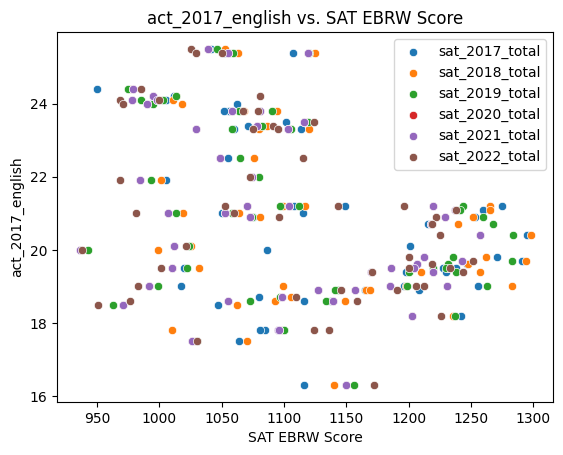 act_2017_english vs. SAT EBRW Score
sat_2017_total
sat_2018_total
sat_2019_total
sat_2020_total
sat_2021_total
sat_2022_total
act_2017_english
24
22
20
18
16
950
1000
1050
1100
1150
1200
1250
1300
SAT EBRW Score